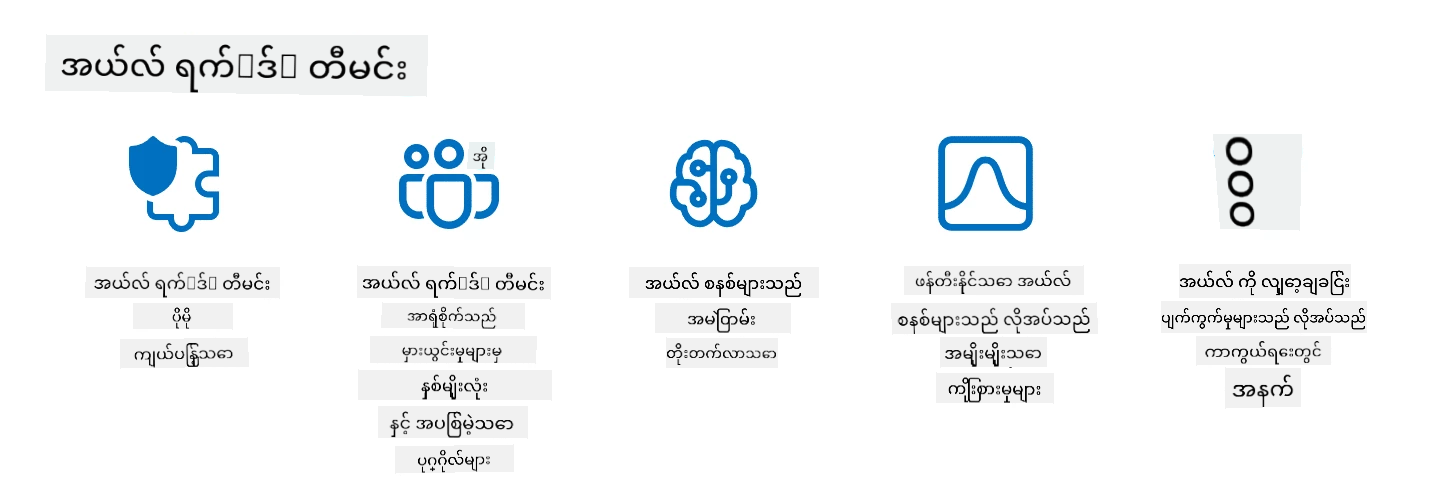 အယ်လ် ရက်▯ဒ်▯ တီမင်း
အို
အယ်လ် ရက်▯ဒ်▯ တီမင်း
ပိုမို
ကျယ်ပန့်သော
အယ်လ် ရက်▯ဒ်▯ တီမင်း
အာရုံစိုက်သည်
မှားယွင်းမှုများမှ
နှစ်မျိုးလုံး
နှင့် အပစြ်မဲ့သော
ပုဂ္ဂိုလ်များ
အယ်လ် စနစ်များသည်
အမဲတြမ်း
တိုးတက်လာသော
ဖန်တီးနိုင်သော အယ်လ်
စနစ်များသည် လိုအပ်သည်
အမျိုးမျိုးသော
ကျိုးစားမှုများ
အယ်လ် ကို လျှော့ချခြင်း
ပျက်ကွက်မှုများသည် လိုအပ်သည်
ကာကွယ်ရေးတွင်
အနက်